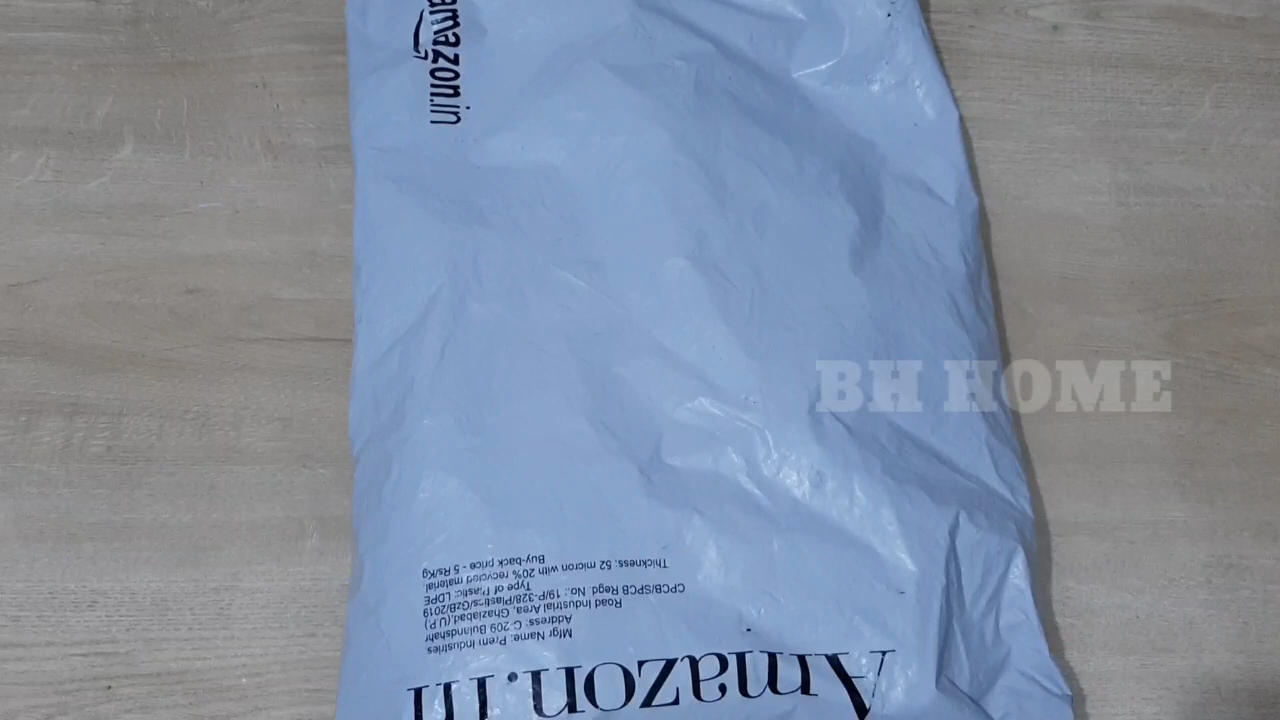 amazon.in
BH HOME
Amazon.in
Mfgr Name: Prem Industries
Address: C-209 Bulandshahr
Road Industrial Area, Ghaziabad,(U.P.)
CPCB/SPCB Regd. No.: 19/P-328/Plastic/GZB/2019
Type of Plastic: LDPE
Thickness: 52 micron with 20% recycled material.
Buy-back price - 5 Rs/Kg